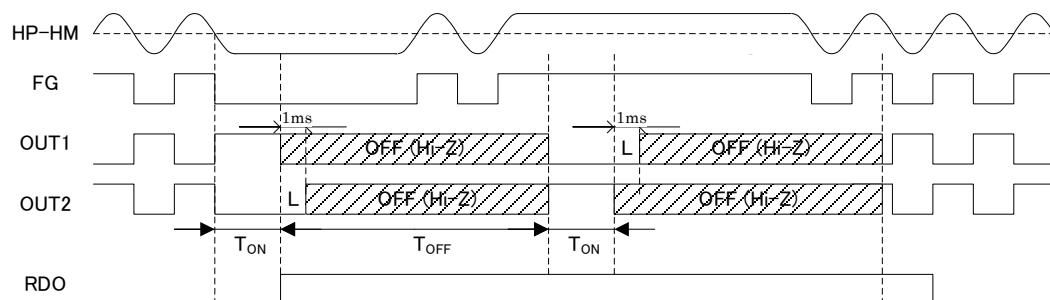 HP-HM
FG
1ms 1ms
OUT1 OFF (Hi-Z) L OFF (Hi-Z)
OUT2 L OFF (Hi-Z) OFF (Hi-Z)
TON TOFF TON
RDO